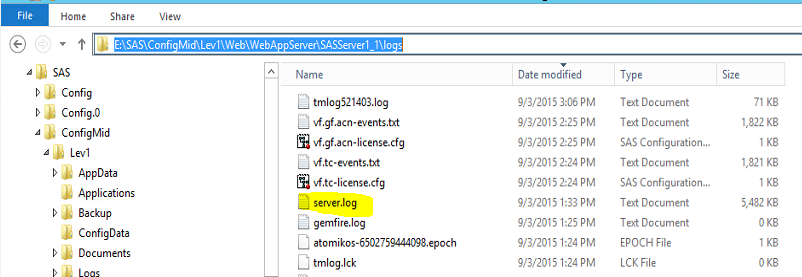 File Home Share View
E:\SAS\ConfigMid\Lev1\Web\WebAppServer\SASServer1_1\logs
SAS
Config
Config.0
ConfigMid
Lev1
AppData
Applications
Backup
ConfigData
Documents
Logs
Name Date modified Type Size
tmlog521403.log 9/3/2015 3:06 PM Text Document 71 KB
vf.gf.acn-events.txt 9/3/2015 2:25 PM Text Document 1,822 KB
vf.gf.acn-license.cfg 9/3/2015 2:25 PM SAS Configuration... 1 KB
vf.tc-events.txt 9/3/2015 2:24 PM Text Document 1,821 KB
vf.tc-license.cfg 9/3/2015 2:24 PM SAS Configuration... 1 KB
server.log 9/3/2015 1:33 PM Text Document 5,482 KB
gemfire.log 9/3/2015 1:25 PM Text Document 0 KB
atomikos-6502759444098.epoch 9/3/2015 1:24 PM EPOCH File 1 KB
tmlog.lck 9/3/2015 1:24 PM LCK File 0 KB